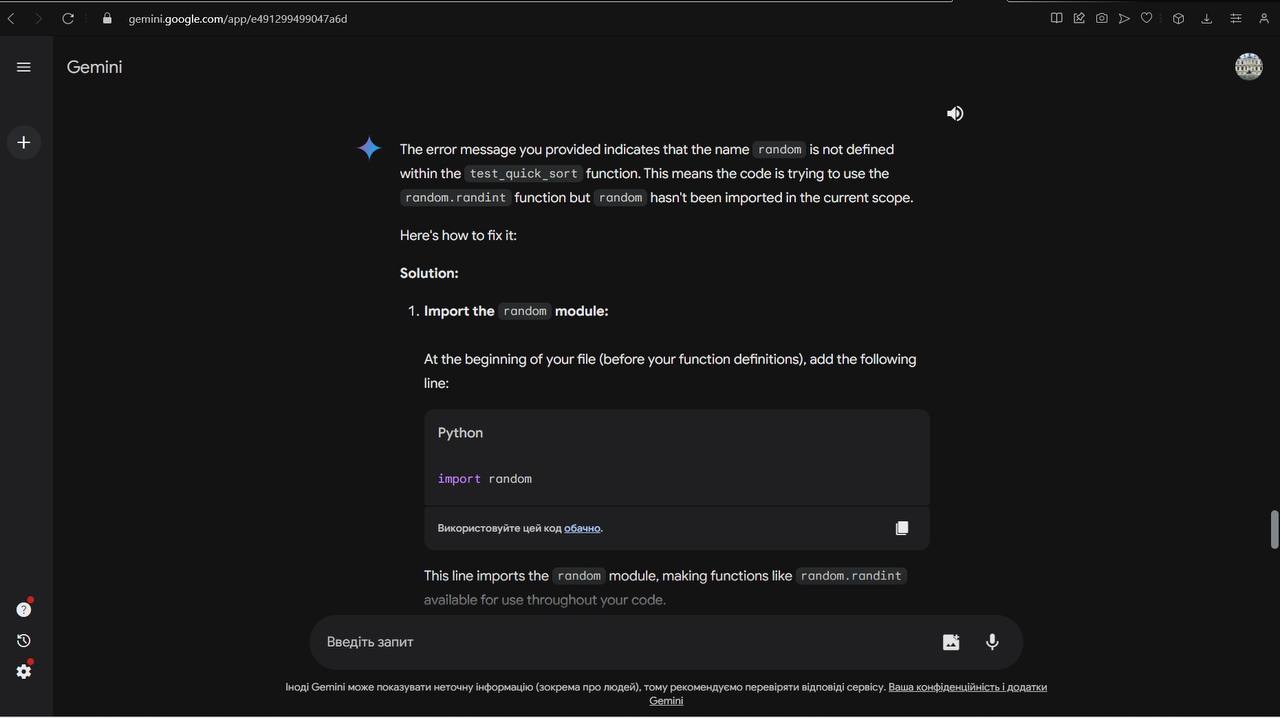 gemini.google.com/app/e491299499047a6d
Gemini
The error message you provided indicates that the name random is not defined
within the test_quick_sort function. This means the code is trying to use the
random.randint function but random hasn't been imported in the current scope.
Here's how to fix it:
Solution:
1. Import the random module:
At the beginning of your file (before your function definitions), add the following
line:
Python
import random
Використовуйте цей код обачно.
This line imports the random module, making functions like random.randint
available for use throughout your code.
Введіть запит
Іноді Gemini може показувати неточну інформацію (зокрема про людей), тому рекомендуємо перевіряти відповіді сервісу. Ваша конфіденційність і додатки
Gemini